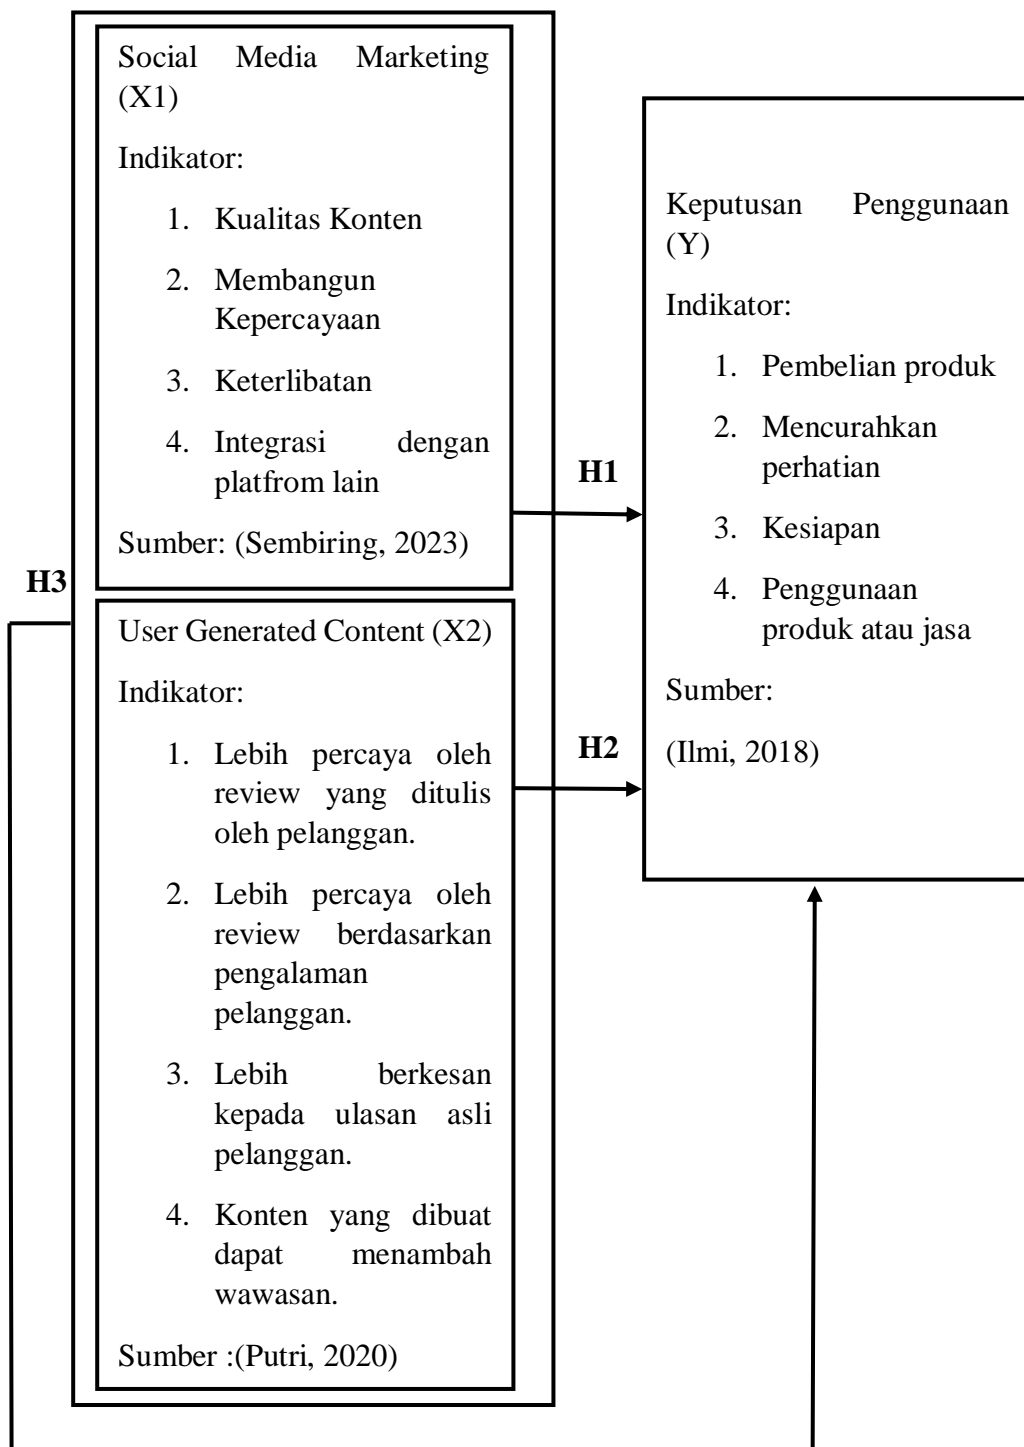 Social Media Marketing
(X1)
Indikator:
1. Kualitas Konten
2. Membangun
Kepercayaan
3. Keterlibatan
4. Integrasi dengan
platfrom lain
Sumber: (Sembiring, 2023)
H3
User Generated Content (X2)
Indikator:
1. Lebih percaya oleh
review yang ditulis
oleh pelanggan.
2. Lebih percaya oleh
review berdasarkan
pengalaman
pelanggan.
3. Lebih berkesan
kepada ulasan asli
pelanggan.
4. Konten yang dibuat
dapat menambah
wawasan.
Sumber :(Putri, 2020)
H1
H2
Keputusan Penggunaan
(Y)
Indikator:
1. Pembelian produk
2. Mencurahkan
perhatian
3. Kesiapan
4. Penggunaan
produk atau jasa
Sumber:
(Ilmi, 2018)